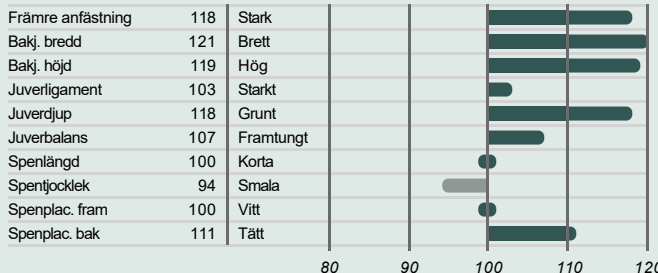 Främre anfästning 118 Stark
Bakj. bredd 121 Brett
Bakj. höjd 119 Hög
Juverligament 103 Starkt
Juverdjup 118 Grunt
Juverbalans 107 Framtungt
Spenlängd 100 Korta
Spentjocklek 94 Smala
Spenplac. fram 100 Vitt
Spenplac. bak 111 Tätt
80 90 100 110 120